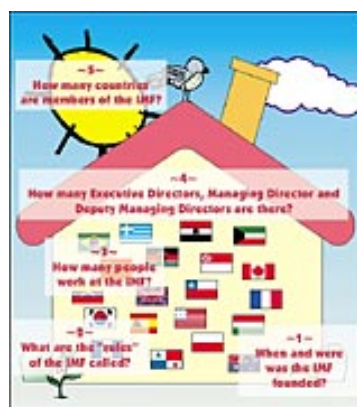 ~5~
How many countries
are members of the IMF?
~4~
How many Executive Directors, Managing Director and
Deputy Managing Directors are there?
~3~
How many people
work at the IMF?
~2~
What are the "rules"
of the IMF called?
~1~
When and were
was the IMF
founded?